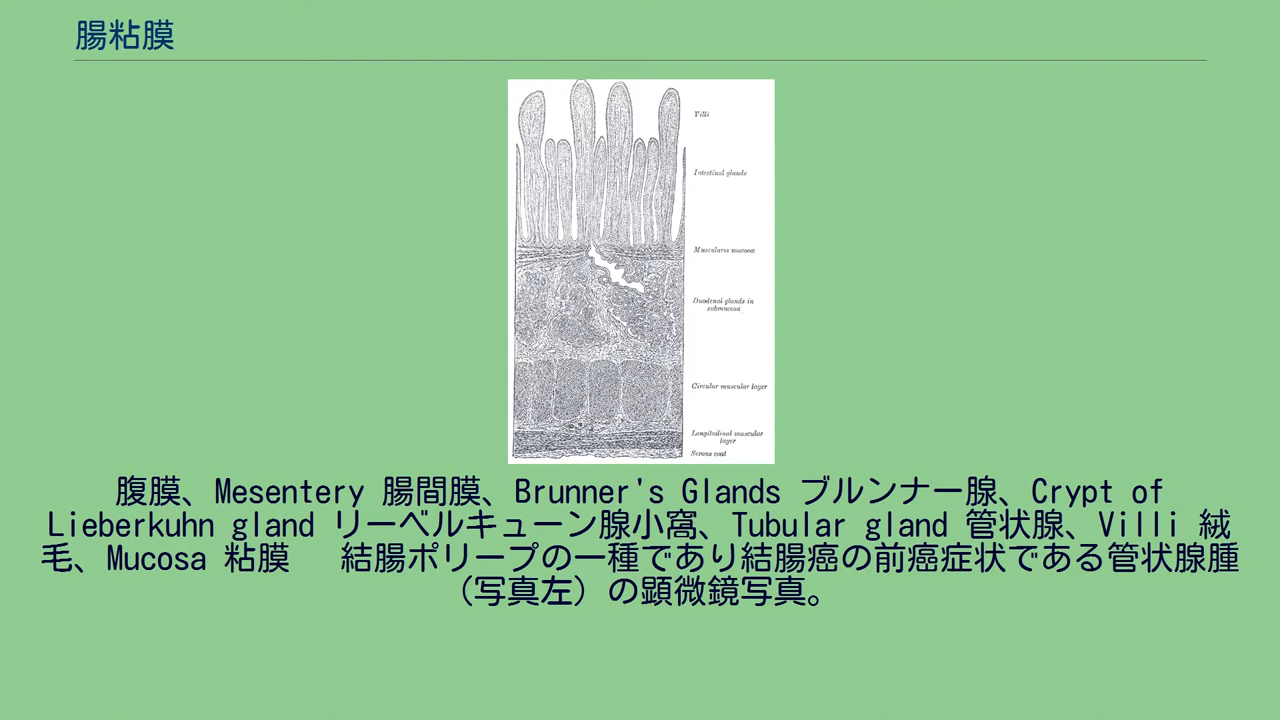 腸粘膜
Villi
Intestinal glands
Muscularis mucosæ
Duodenal glands in
submucosa
Circular muscular layer
Longitudinal muscular
layer
Serous coat
腹膜、Mesentery 腸間膜、Brunner's Glands ブルンナー腺、Crypt of
Lieberkuhn gland リーベルキューン腺小窩、Tubular gland 管状腺、Villi 絨
毛、Mucosa 粘膜　結腸ポリープの一種であり結腸癌の前癌症状である管状腺腫
（写真左）の顕微鏡写真。